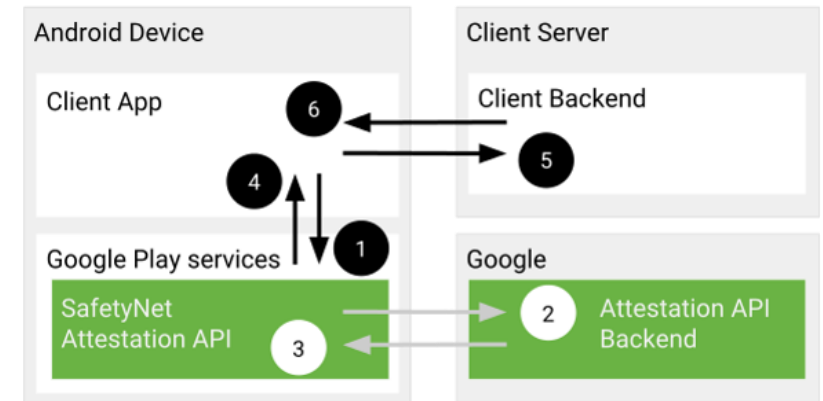 Android Device
Client Server
Client App
6
Client Backend
5
4
1
Google Play services
Google
SafetyNet
Attestation API
3
2
Attestation API
Backend